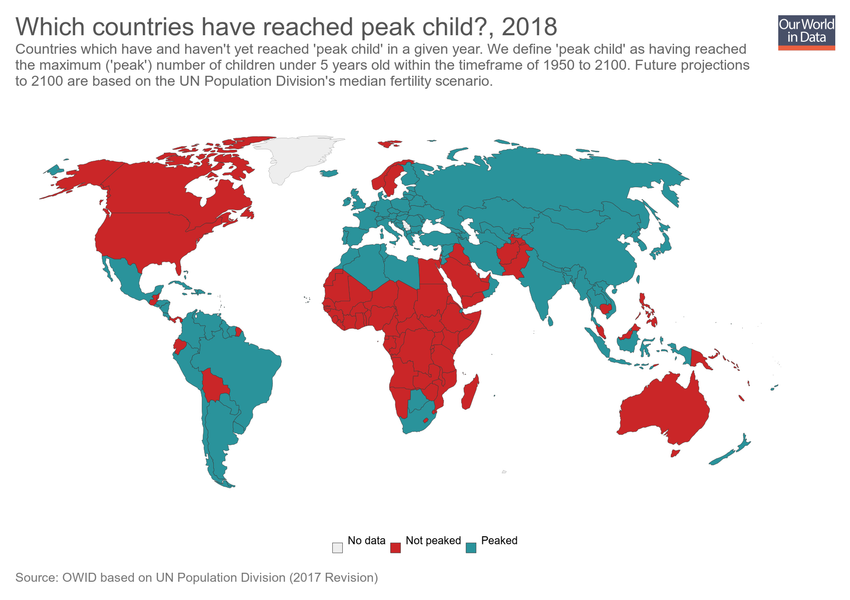 Which countries have reached peak child?, 2018
Our World
in Data
Countries which have and haven't yet reached 'peak child' in a given year. We define 'peak child' as having reached
the maximum ('peak') number of children under 5 years old within the timeframe of 1950 to 2100. Future projections
to 2100 are based on the UN Population Division's median fertility scenario.
No data
Not peaked
Peaked
Source: OWID based on UN Population Division (2017 Revision)